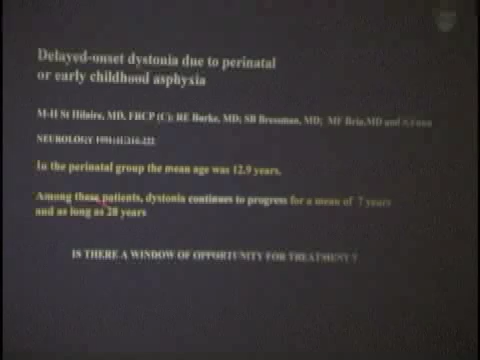 Delayed-onset dystonia due to perinatal
or early childhood asphyxia
M-H St Hilaire, MD, FRCP (C); RE Burke, MD; SB Bressman, MD; MF Brin, MD and
NEUROLOGY 1991;41:216-222
In the perinatal group the mean age was 12.9 years.
Among these patients, dystonia continues to progress for a mean of 7 years
and as long as 28 years
IS THERE A WINDOW OF OPPORTUNITY FOR TREATMENT ?